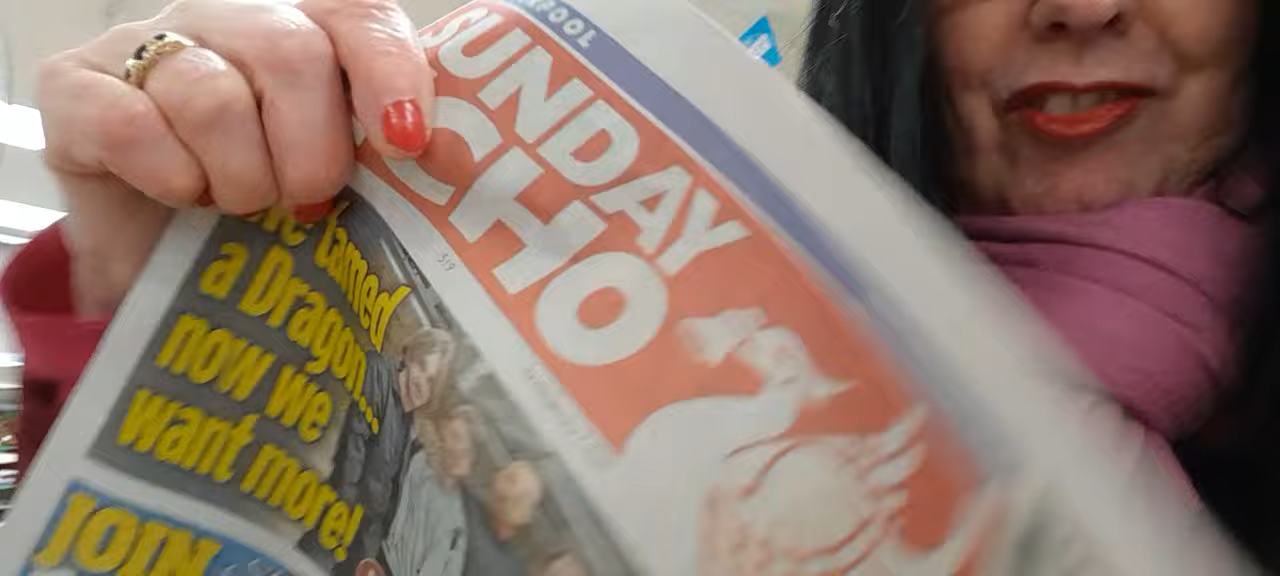 SUNDAY
ECHO
tamed
a Dragon...
now we
want more!
JOIN